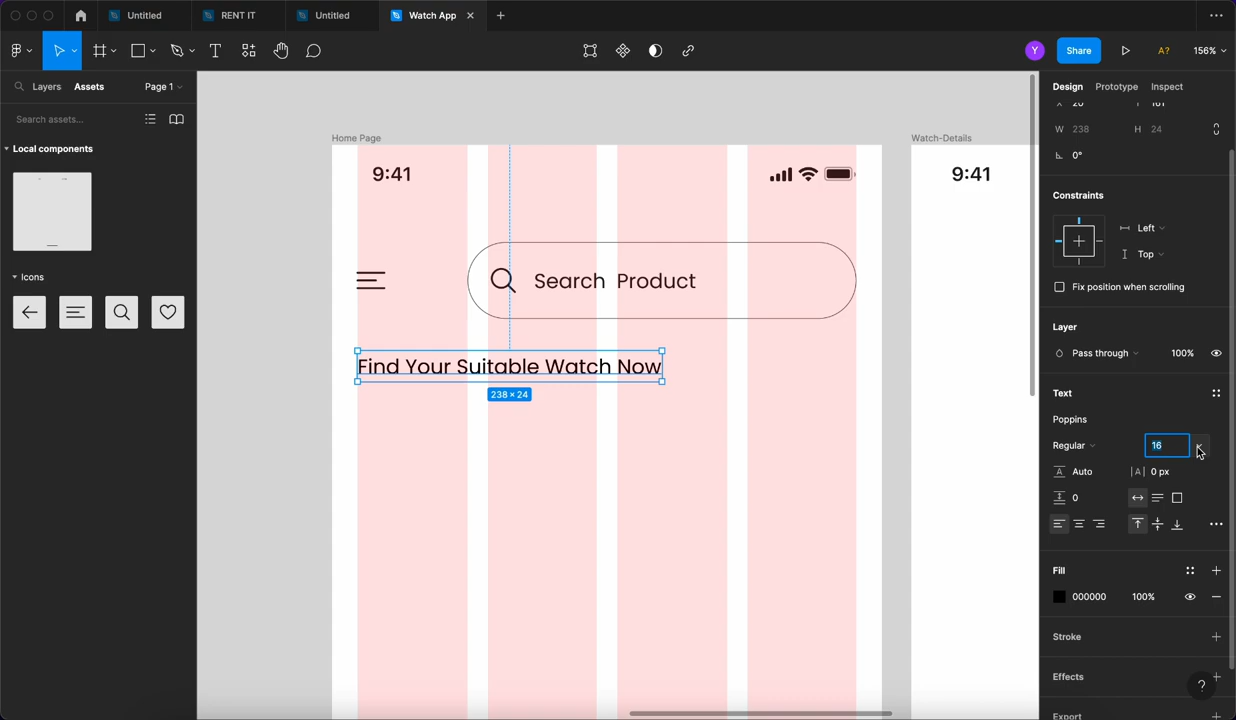 Untitled
RENT IT
Untitled
Watch App
Y
Share
A?
156%
Layers
Assets
Page 1
Design
Prototype
Inspect
Search assets...
Local components
Icons
Home Page
Watch-Details
9:41
9:41
Search Product
Find Your Suitable Watch Now
238 × 24
W 238
H 24
0°
Constraints
Left
Top
Fix position when scrolling
Layer
Pass through
100%
Text
Poppins
Regular
16
Auto
0 px
0
Fill
000000
100%
Stroke
Effects
?
Export